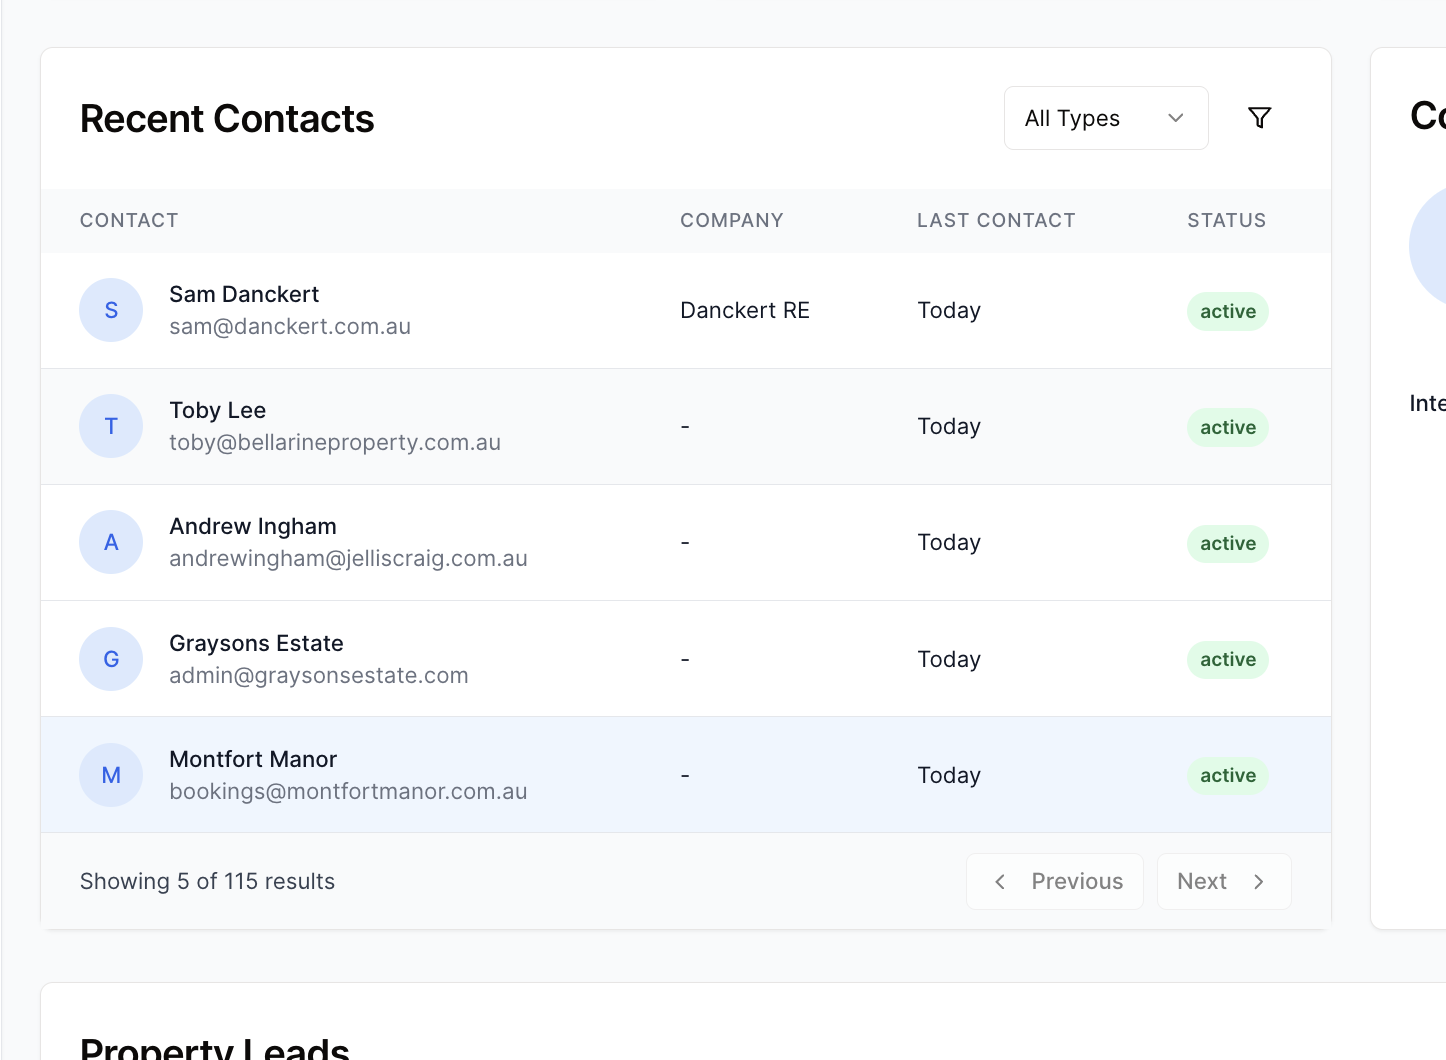 Recent Contacts
All Types
CONTACT COMPANY LAST CONTACT STATUS
S
Sam Danckert
sam@danckert.com.au
Danckert RE
Today
active
T
Toby Lee
toby@bellarineproperty.com.au
-
Today
active
A
Andrew Ingham
andrewingham@jelliscraig.com.au
-
Today
active
G
Graysons Estate
admin@graysonsestate.com
-
Today
active
M
Montfort Manor
bookings@montfortmanor.com.au
-
Today
active
Showing 5 of 115 results
Previous
Next
Property Leads